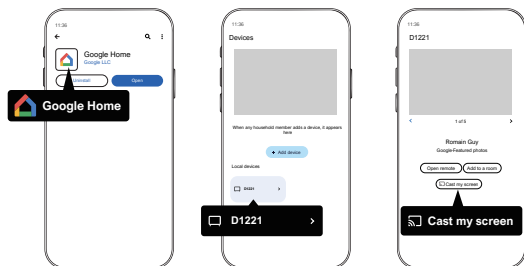 11:36
Google Home
Google LLC
Uninstall
Open
Google Home
11:36
Devices
When any household member adds a device, it appears
here
+ Add device
Local devices
D1221
D1221
11:36
D1221
1 of 8
Romain Guy
Google Featured photos
Open remote
Add to a room
Cast my screen
Cast my screen